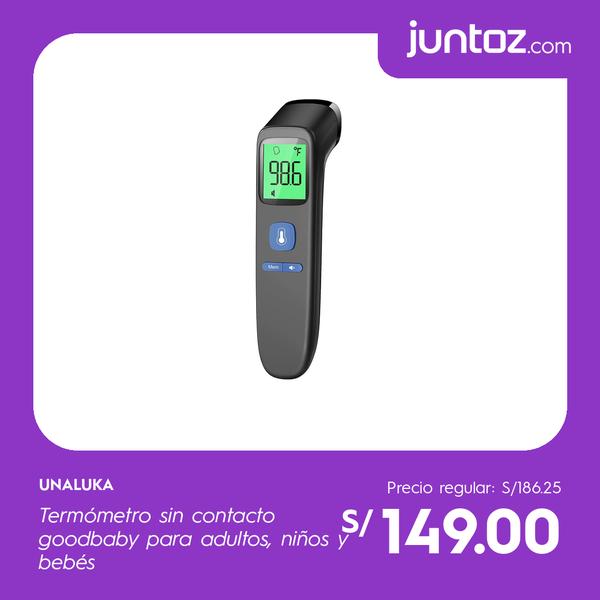 juntoz.com
°F
98.6
Mem
UNALUKA
Precio regular: S/186.25
Termómetro sin contacto
goodbaby para adultos, niños y
bebés
S/149.00